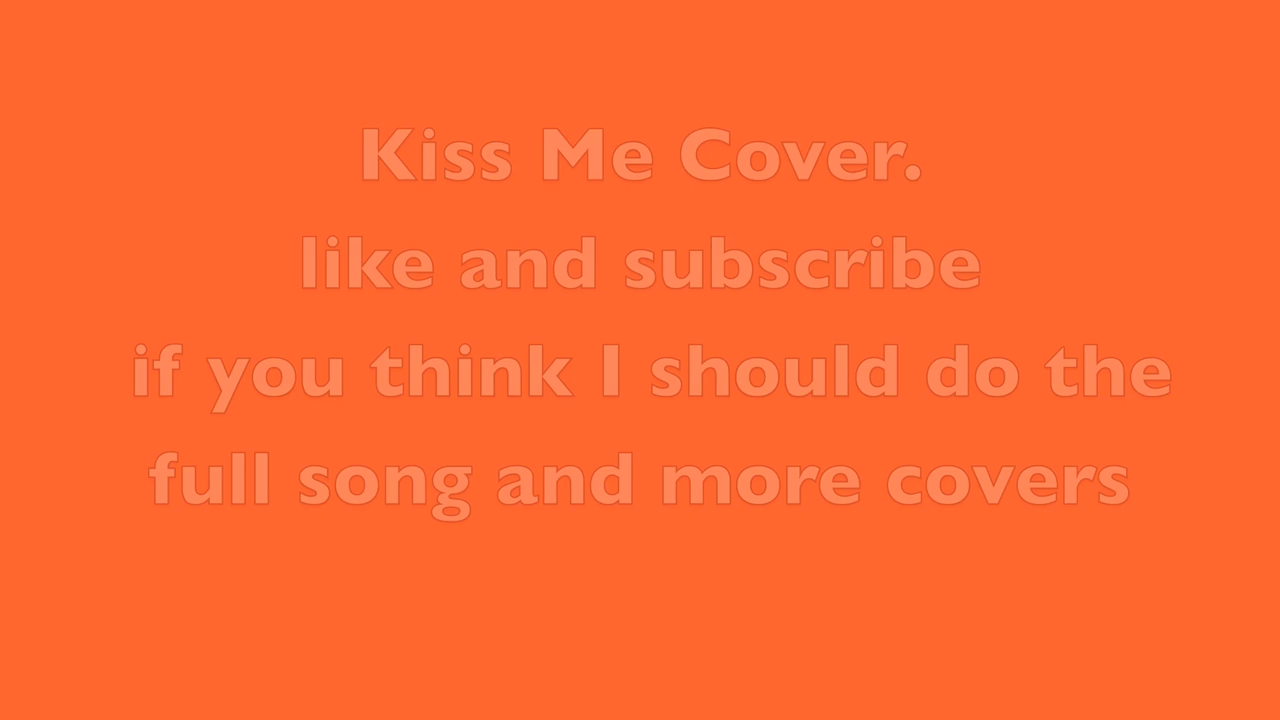 Kiss Me Cover.
like and subscribe
if you think I should do the
full song and more covers